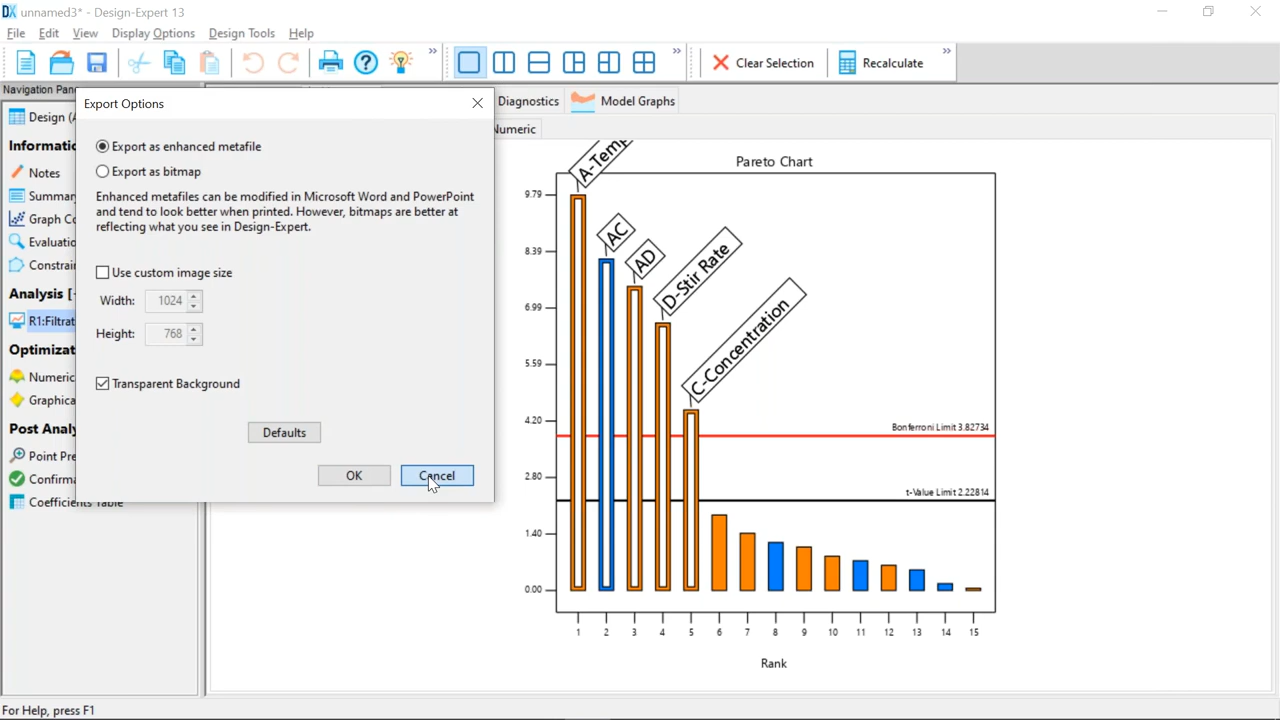 DX unnamed3* - Design-Expert 13
File Edit View Display Options Design Tools Help
» » Clear Selection Recalculate »
Navigation Pan
Design (A
Informatio
Notes
Summar
Graph Co
Evaluatio
Constrai
Analysis [
R1:Filtrat
Optimizat
Numeric
Graphica
Post Analy
Point Pre
Confirma
Coefficients Table
Export Options
Export as enhanced metafile
Export as bitmap
Enhanced metafiles can be modified in Microsoft Word and PowerPoint
and tend to look better when printed. However, bitmaps are better at
reflecting what you see in Design-Expert.
Use custom image size
Width: 1024
Height: 768
Transparent Background
Defaults
OK Cancel
Diagnostics Model Graphs
Numeric
Pareto Chart
A-Temp
AC
AD
D-Stir Rate
C-Concentration
9.79
8.39
6.99
5.59
4.20
2.80
1.40
0.00
Bonferroni Limit 3.82734
t-Value Limit 2.22814
1 2 3 4 5 6 7 8 9 10 11 12 13 14 15
Rank
For Help, press F1